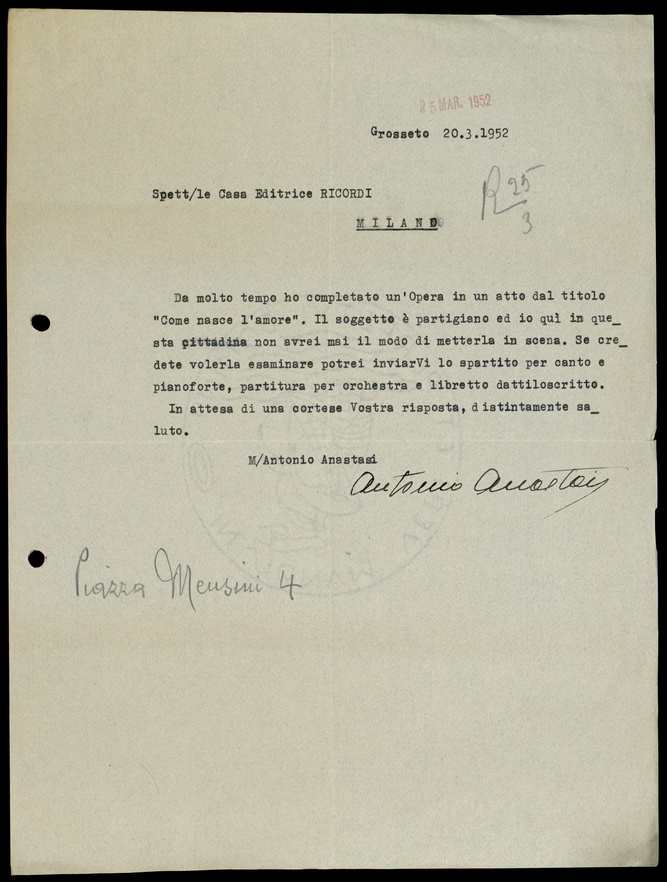 25 MAR. 1952
Grosseto 20.3.1952
Spett/le Casa Editrice RICORDI
R 25/3
MILANO
Da molto tempo ho completato un'Opera in un atto dal titolo
"Come nasce l'amore". Il soggetto è partigiano ed io quì in que_
sta cittadina non avrei mai il modo di metterla in scena. Se cre_
dete volerla esaminare potrei inviarVi lo spartito per canto e
pianoforte, partitura per orchestra e libretto dattiloscritto.
In attesa di una cortese Vostra risposta, distintamente sa_
luto.
M/Antonio Anastasi
Antonio Anastasi
Piazza Mensini 4